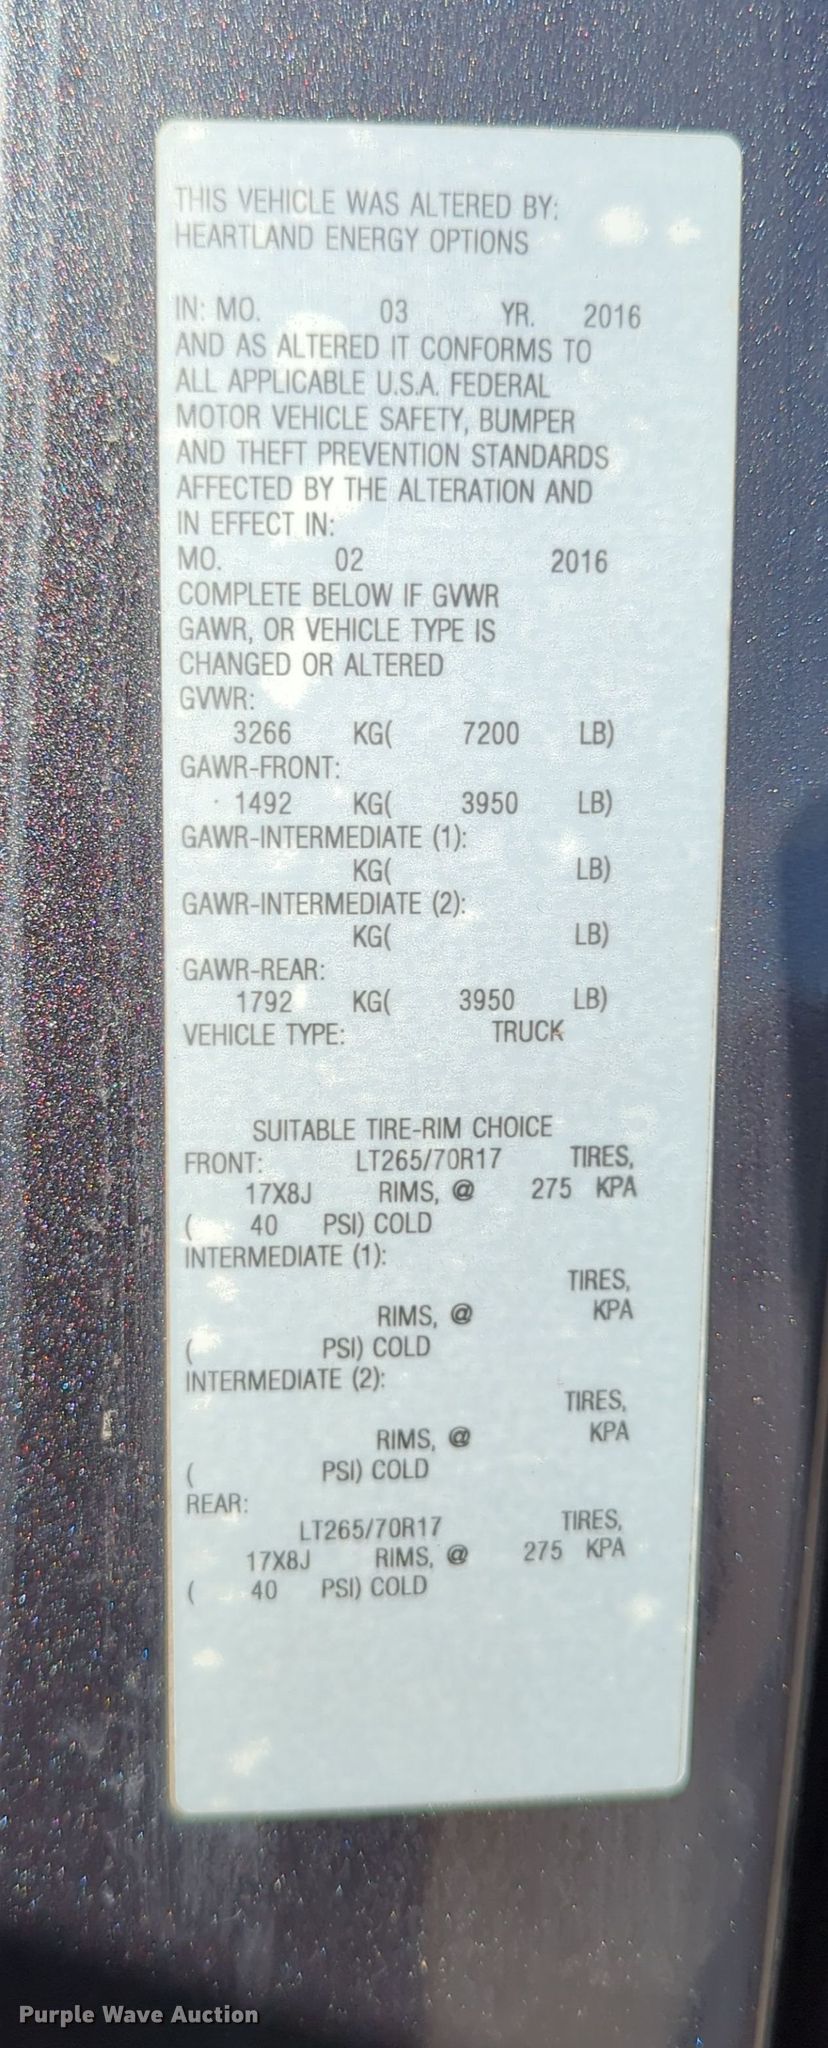 THIS VEHICLE WAS ALTERED BY:
HEARTLAND ENERGY OPTIONS
IN: MO. 03 YR. 2016
AND AS ALTERED IT CONFORMS TO
ALL APPLICABLE U.S.A. FEDERAL
MOTOR VEHICLE SAFETY, BUMPER
AND THEFT PREVENTION STANDARDS
AFFECTED BY THE ALTERATION AND
IN EFFECT IN:
MO. 02 2016
COMPLETE BELOW IF GVWR
GAWR, OR VEHICLE TYPE IS
CHANGED OR ALTERED
GVWR:
3266 KG( 7200 LB)
GAWR-FRONT:
1492 KG( 3950 LB)
GAWR-INTERMEDIATE (1):
KG( LB)
GAWR-INTERMEDIATE (2):
KG( LB)
GAWR-REAR:
1792 KG( 3950 LB)
VEHICLE TYPE: TRUCK
SUITABLE TIRE-RIM CHOICE
FRONT: LT265/70R17 TIRES,
17X8J RIMS, @ 275 KPA
( 40 PSI) COLD
INTERMEDIATE (1):
TIRES,
RIMS, @ KPA
( PSI) COLD
INTERMEDIATE (2):
TIRES,
RIMS, @ KPA
( PSI) COLD
REAR:
LT265/70R17 TIRES,
17X8J RIMS, @ 275 KPA
( 40 PSI) COLD
Purple Wave Auction